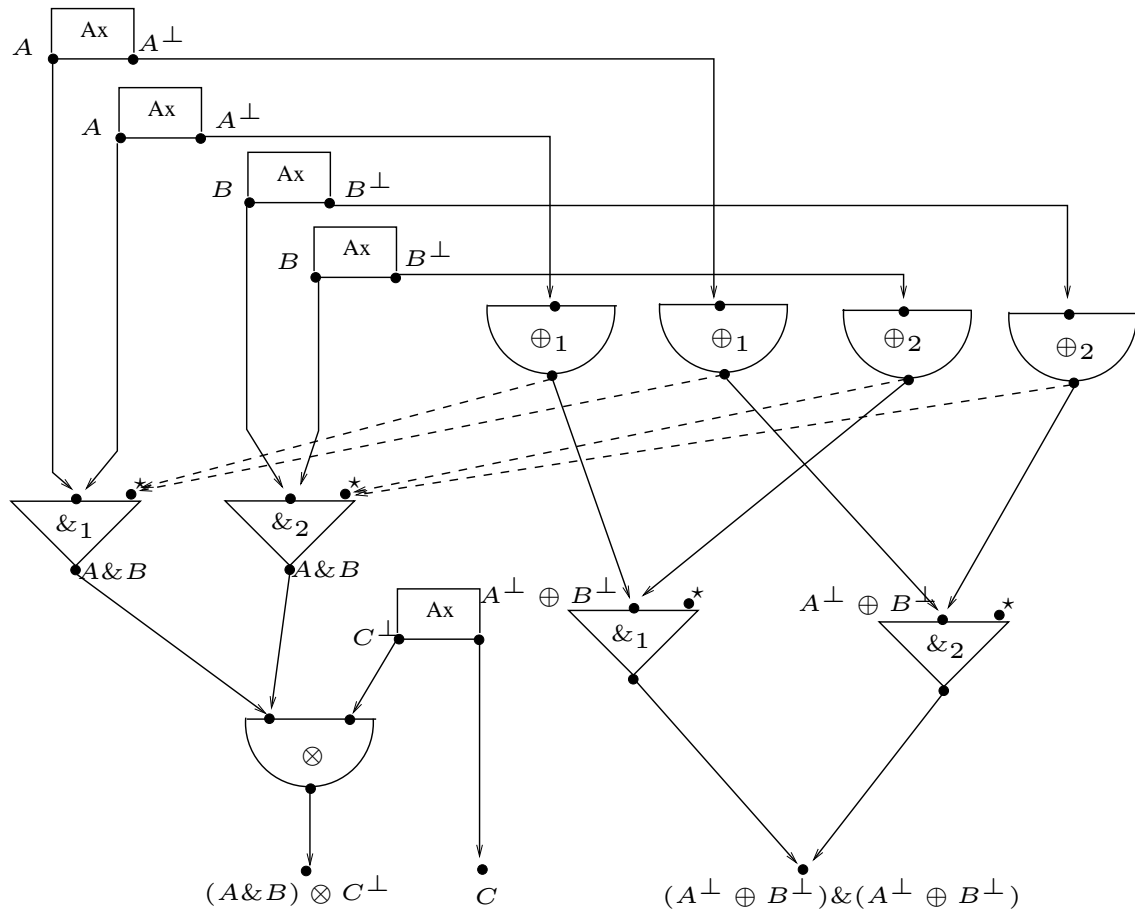 Ax
A A⊥
Ax
A A⊥
Ax
B B⊥
Ax
B B⊥
⊕1 ⊕1 ⊕2 ⊕2
⋆ ⋆
&1 &2
A&B A&B
Ax A⊥ ⊕ B⊥ ⋆ A⊥ ⊕ B⊥ ⋆
C⊥ &1 &2
⊗
(A&B) ⊗ C⊥ C (A⊥ ⊕ B⊥)&(A⊥ ⊕ B⊥)